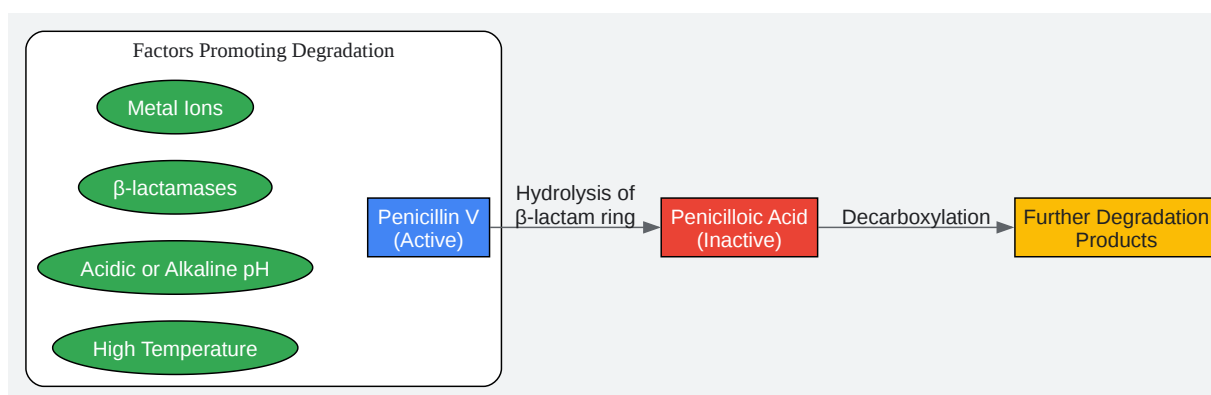 Factors Promoting Degradation
Metal Ions
β-lactamases
Acidic or Alkaline pH
High Temperature
Penicillin V
(Active)
Hydrolysis of
β-lactam ring
Penicilloic Acid
(Inactive)
Decarboxylation
Further Degradation
Products